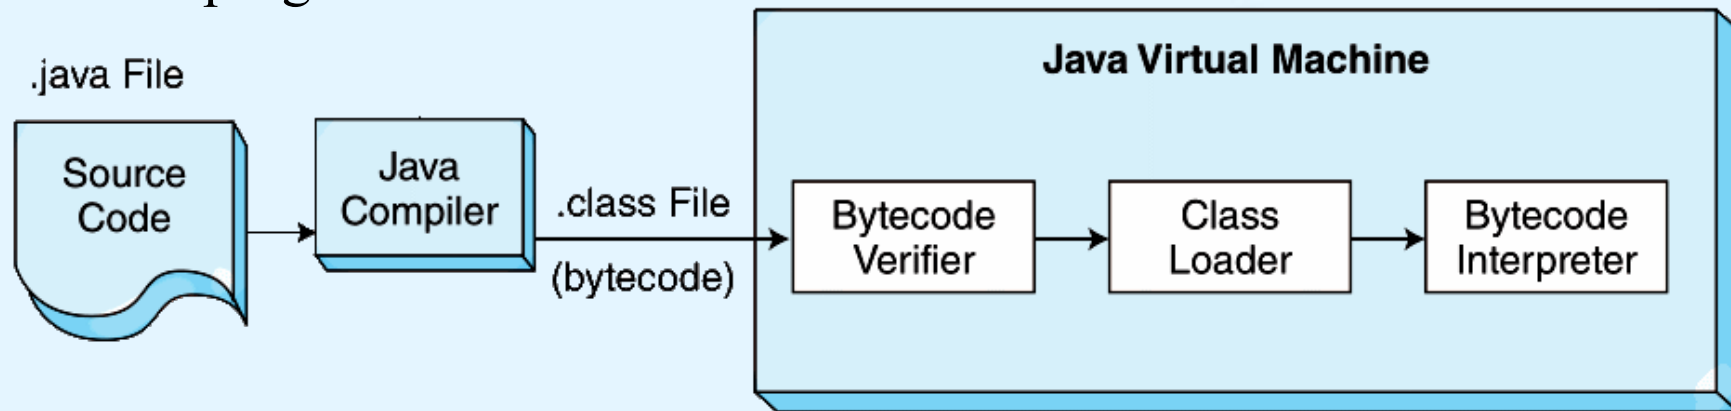 .java File
Source
Code
Java
Compiler
.class File
(bytecode)
Java Virtual Machine
Bytecode
Verifier
Class
Loader
Bytecode
Interpreter